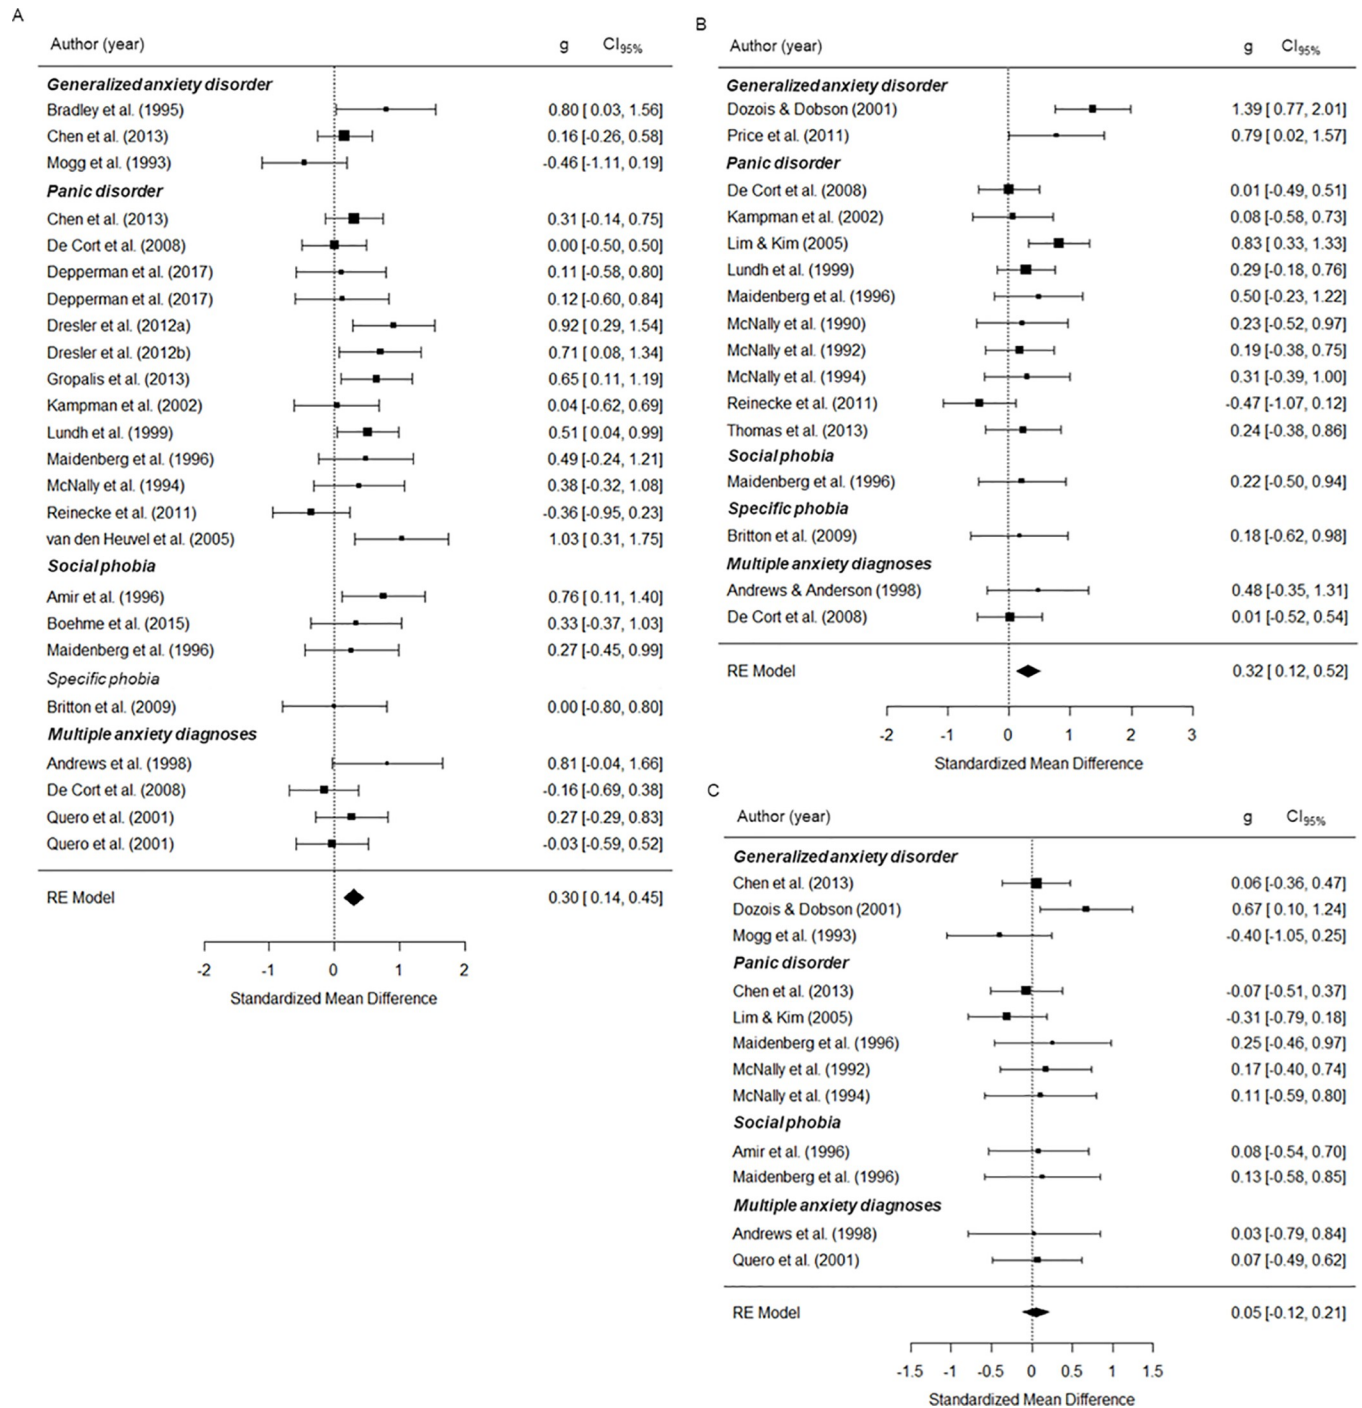 A
Author (year) g CI95%
Generalized anxiety disorder
Bradley et al. (1995) 0.80 [ 0.03, 1.56]
Chen et al. (2013) 0.16 [-0.26, 0.58]
Mogg et al. (1993) -0.46 [-1.11, 0.19]
Panic disorder
Chen et al. (2013) 0.31 [-0.14, 0.75]
De Cort et al. (2008) 0.00 [-0.50, 0.50]
Depperman et al. (2017) 0.11 [-0.58, 0.80]
Depperman et al. (2017) 0.12 [-0.60, 0.84]
Dresler et al. (2012a) 0.92 [ 0.29, 1.54]
Dresler et al. (2012b) 0.71 [ 0.08, 1.34]
Gropalis et al. (2013) 0.65 [ 0.11, 1.19]
Kampman et al. (2002) 0.04 [-0.62, 0.69]
Lundh et al. (1999) 0.51 [ 0.04, 0.99]
Maidenberg et al. (1996) 0.49 [-0.24, 1.21]
McNally et al. (1994) 0.38 [-0.32, 1.08]
Reinecke et al. (2011) -0.36 [-0.95, 0.23]
van den Heuvel et al. (2005) 1.03 [ 0.31, 1.75]
Social phobia
Amir et al. (1996) 0.76 [ 0.11, 1.40]
Boehme et al. (2015) 0.33 [-0.37, 1.03]
Maidenberg et al. (1996) 0.27 [-0.45, 0.99]
Specific phobia
Britton et al. (2009) 0.00 [-0.80, 0.80]
Multiple anxiety diagnoses
Andrews et al. (1998) 0.81 [-0.04, 1.66]
De Cort et al. (2008) -0.16 [-0.69, 0.38]
Quero et al. (2001) 0.27 [-0.29, 0.83]
Quero et al. (2001) -0.03 [-0.59, 0.52]
RE Model 0.30 [ 0.14, 0.45]
-2 -1 0 1 2
Standardized Mean Difference
B
Author (year) g CI95%
Generalized anxiety disorder
Dozois & Dobson (2001) 1.39 [ 0.77, 2.01]
Price et al. (2011) 0.79 [ 0.02, 1.57]
Panic disorder
De Cort et al. (2008) 0.01 [-0.49, 0.51]
Kampman et al. (2002) 0.08 [-0.58, 0.73]
Lim & Kim (2005) 0.83 [ 0.33, 1.33]
Lundh et al. (1999) 0.29 [-0.18, 0.76]
Maidenberg et al. (1996) 0.50 [-0.23, 1.22]
McNally et al. (1990) 0.23 [-0.52, 0.97]
McNally et al. (1992) 0.19 [-0.38, 0.75]
McNally et al. (1994) 0.31 [-0.39, 1.00]
Reinecke et al. (2011) -0.47 [-1.07, 0.12]
Thomas et al. (2013) 0.24 [-0.38, 0.86]
Social phobia
Maidenberg et al. (1996) 0.22 [-0.50, 0.94]
Specific phobia
Britton et al. (2009) 0.18 [-0.62, 0.98]
Multiple anxiety diagnoses
Andrews & Anderson (1998) 0.48 [-0.35, 1.31]
De Cort et al. (2008) 0.01 [-0.52, 0.54]
RE Model 0.32 [ 0.12, 0.52]
-2 -1 0 1 2 3
Standardized Mean Difference
C
Author (year) g CI95%
Generalized anxiety disorder
Chen et al. (2013) 0.06 [-0.36, 0.47]
Dozois & Dobson (2001) 0.67 [ 0.10, 1.24]
Mogg et al. (1993) -0.40 [-1.05, 0.25]
Panic disorder
Chen et al. (2013) -0.07 [-0.51, 0.37]
Lim & Kim (2005) -0.31 [-0.79, 0.18]
Maidenberg et al. (1996) 0.25 [-0.46, 0.97]
McNally et al. (1992) 0.17 [-0.40, 0.74]
McNally et al. (1994) 0.11 [-0.59, 0.80]
Social phobia
Amir et al. (1996) 0.08 [-0.54, 0.70]
Maidenberg et al. (1996) 0.13 [-0.58, 0.85]
Multiple anxiety diagnoses
Andrews et al. (1998) 0.03 [-0.79, 0.84]
Quero et al. (2001) 0.07 [-0.49, 0.62]
RE Model 0.05 [-0.12, 0.21]
-1.5 -1 -0.5 0 0.5 1 1.5
Standardized Mean Difference